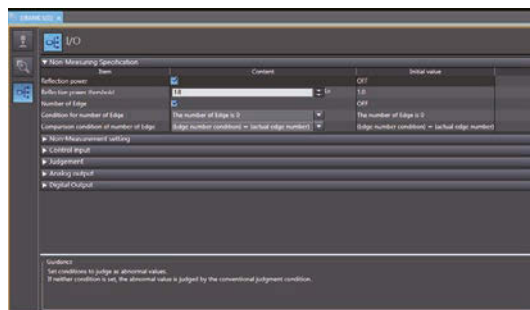 I/O
▼ Non-Measuring Specification
Item Content Initial value
Reflection power OFF
Reflective power threshold 1.0 1.0
Number of Edge OFF
Condition for number of Edge The number of Edge is 0 The number of Edge is 0
Comparison condition of number of Edge (Edge number condition) = (actual edge number) (Edge number condition) = (actual edge number)
▶ Non-Measurement setting
▶ Control input
▶ Judgement
▶ Analog output
▶ Digital Output
Guidance
Set conditions to judge as abnormal values.
If neither condition is set, the abnormal value is judged by the conventional judgment condition.